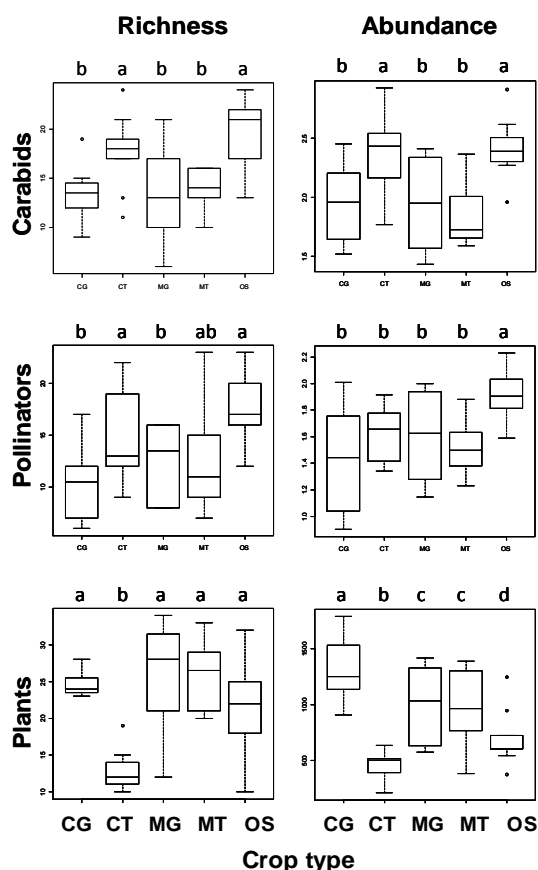 Richness Abundance
b a b b a
b a b b a
Carabids
10 15 20
1.5 2.0 2.5
CG CT MG MT OS
CG CT MG MT OS
b a b ab a
b b b b a
Pollinators
10 15 20
1.0 1.2 1.4 1.6 1.8 2.0 2.2
CG CT MG MT OS
CG CT MG MT OS
a b a a a
a b c c d
Plants
10 15 20 25 30
500 1000 1500
CG CT MG MT OS
CG CT MG MT OS
Crop type